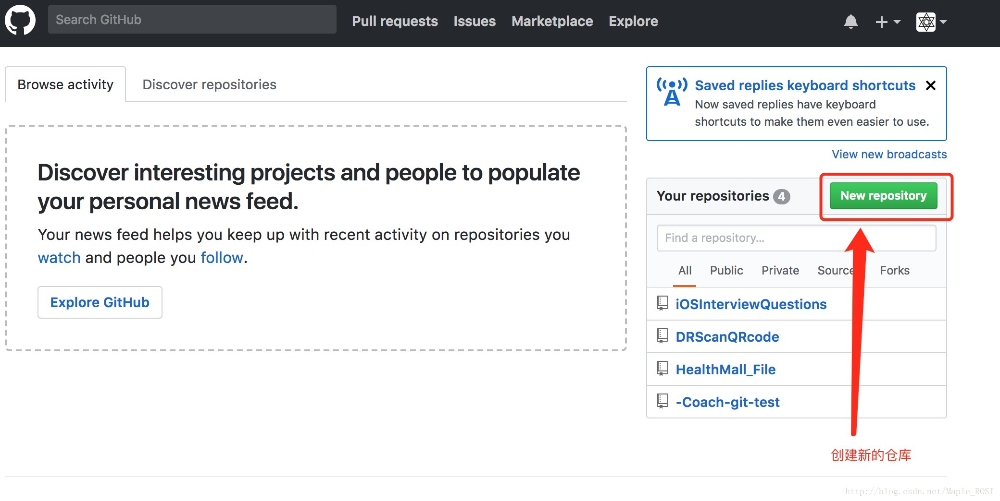 Search GitHub
Pull requests
Issues
Marketplace
Explore
Browse activity
Discover repositories
Discover interesting projects and people to populate
your personal news feed.
Your news feed helps you keep up with recent activity on repositories you
watch and people you follow.
Explore GitHub
Saved replies keyboard shortcuts
Now saved replies have keyboard
shortcuts to make them even easier to use.
View new broadcasts
Your repositories 4
New repository
Find a repository...
All
Public
Private
Source
Forks
iOSInterviewQuestions
DRScanQRcode
HealthMall_File
-Coach-git-test
创建新的仓库
http://blog.csdn.net/Maple_ROSI